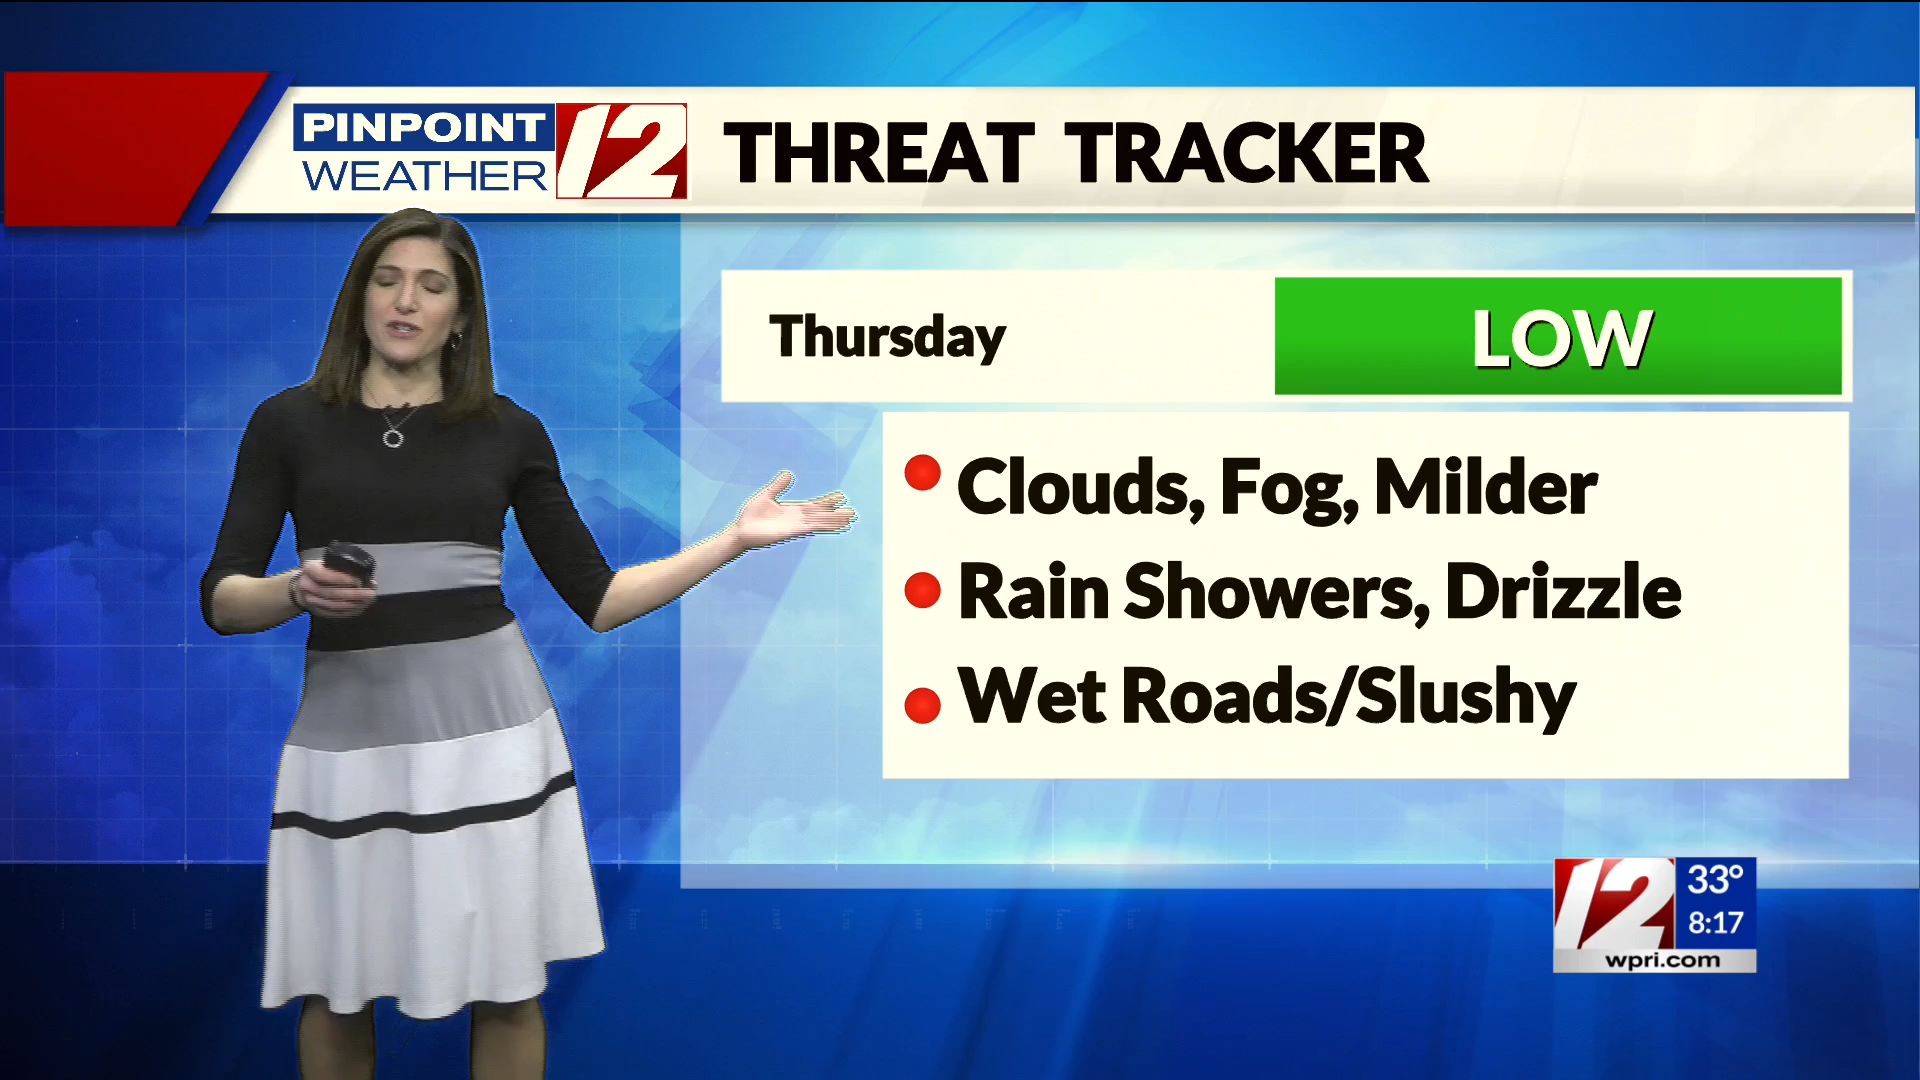 PINPOINT
WEATHER
12
THREAT TRACKER
Thursday
LOW
Clouds, Fog, Milder
Rain Showers, Drizzle
Wet Roads/Slushy
12
33°
8:17
wpri.com